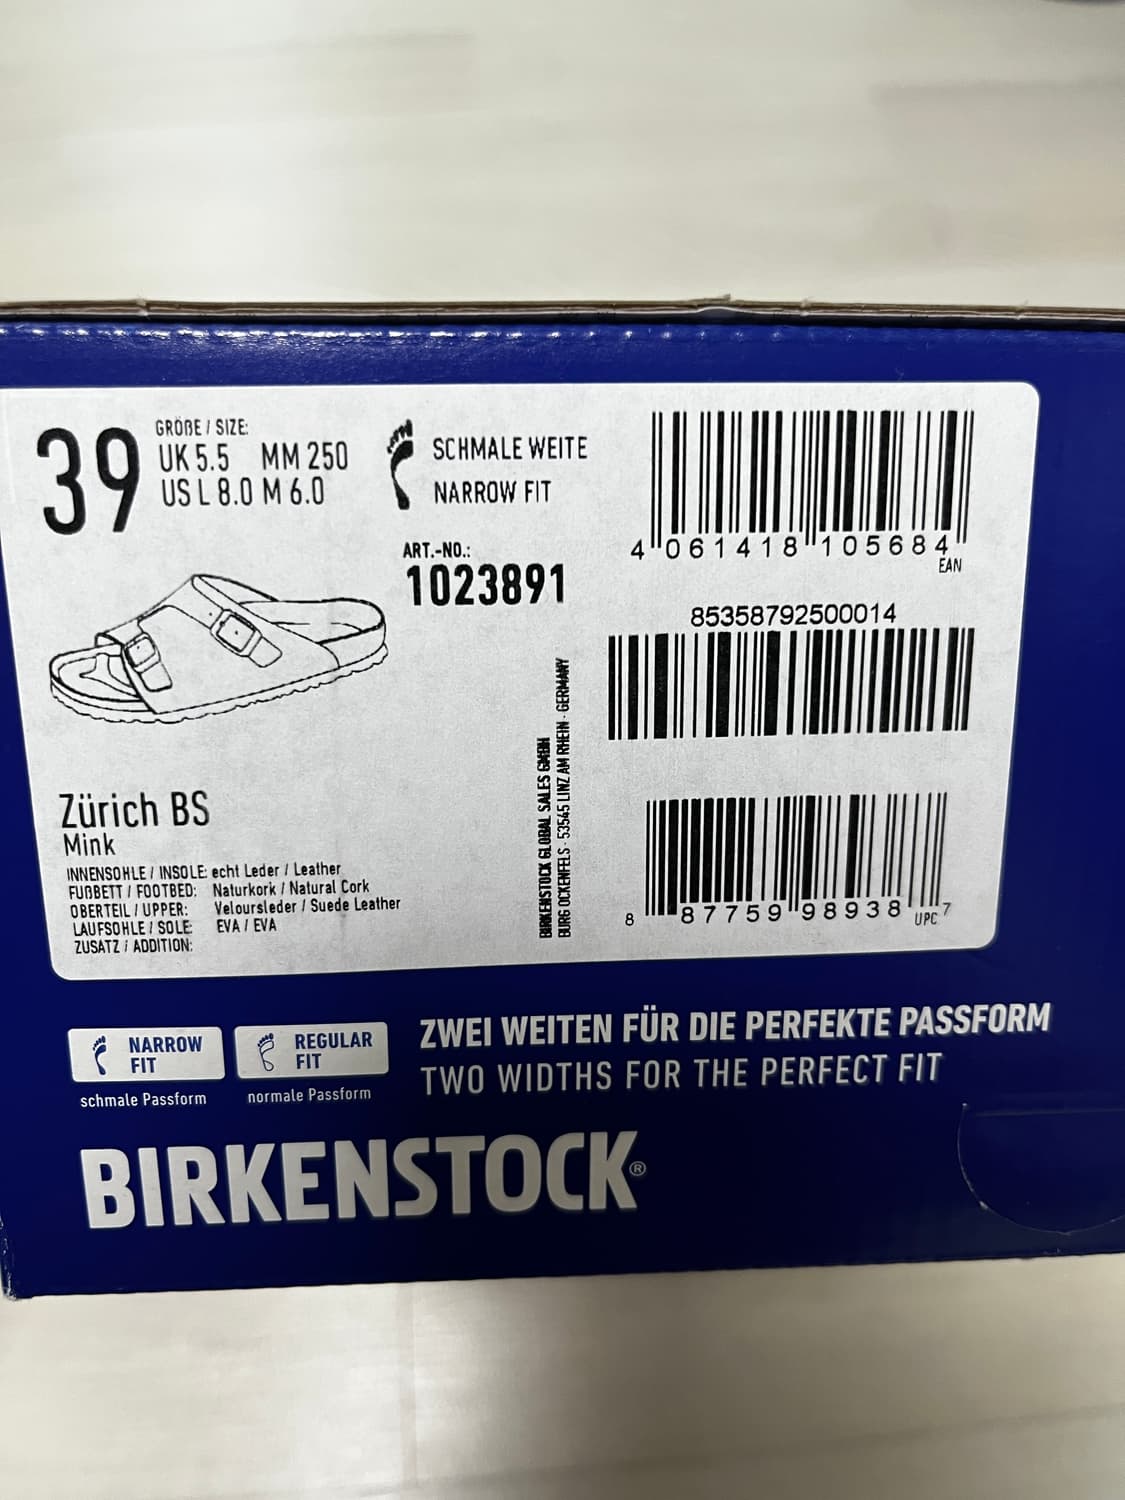 39
GRÖßE / SIZE:
UK 5.5 MM 250
US L 8.0 M 6.0
SCHMALE WEITE
NARROW FIT
ART.-NO.:
1023891
4 061418 105684
EAN
85358792500014
8 87759 98938 7
UPC
BIRKENSTOCK GLOBAL SALES GMBH
BURG OCKENFELS · 53545 LINZ AM RHEIN · GERMANY
Zürich BS
Mink
INNENSOHLE / INSOLE: echt Leder / Leather
FUßBETT / FOOTBED: Naturkork / Natural Cork
OBERTEIL / UPPER: Veloursleder / Suede Leather
LAUFSOHLE / SOLE: EVA / EVA
ZUSATZ / ADDITION:
NARROW FIT
schmale Passform
REGULAR FIT
normale Passform
ZWEI WEITEN FÜR DIE PERFEKTE PASSFORM
TWO WIDTHS FOR THE PERFECT FIT
BIRKENSTOCK®